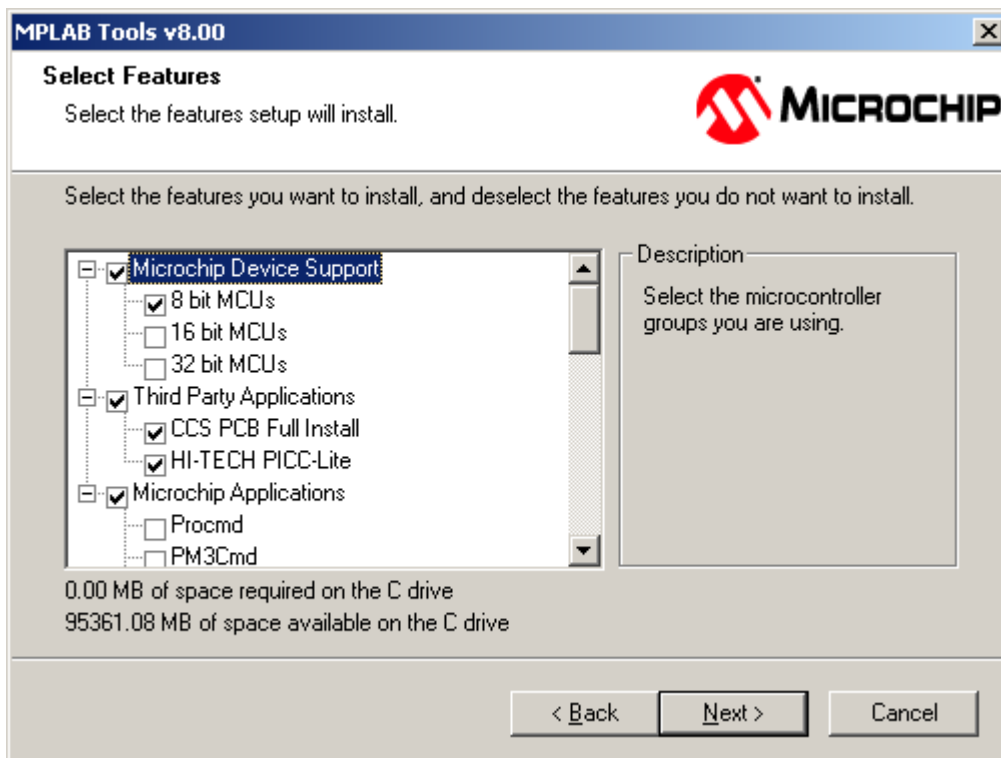 MPLAB Tools v8.00
Select Features
Select the features setup will install.
MICROCHIP
Select the features you want to install, and deselect the features you do not want to install.
Microchip Device Support
8 bit MCUs
16 bit MCUs
32 bit MCUs
Third Party Applications
CCS PCB Full Install
HI-TECH PICC-Lite
Microchip Applications
Procmd
PM3Cmd
Description
Select the microcontroller
groups you are using.
0.00 MB of space required on the C drive
95361.08 MB of space available on the C drive
< Back
Next >
Cancel